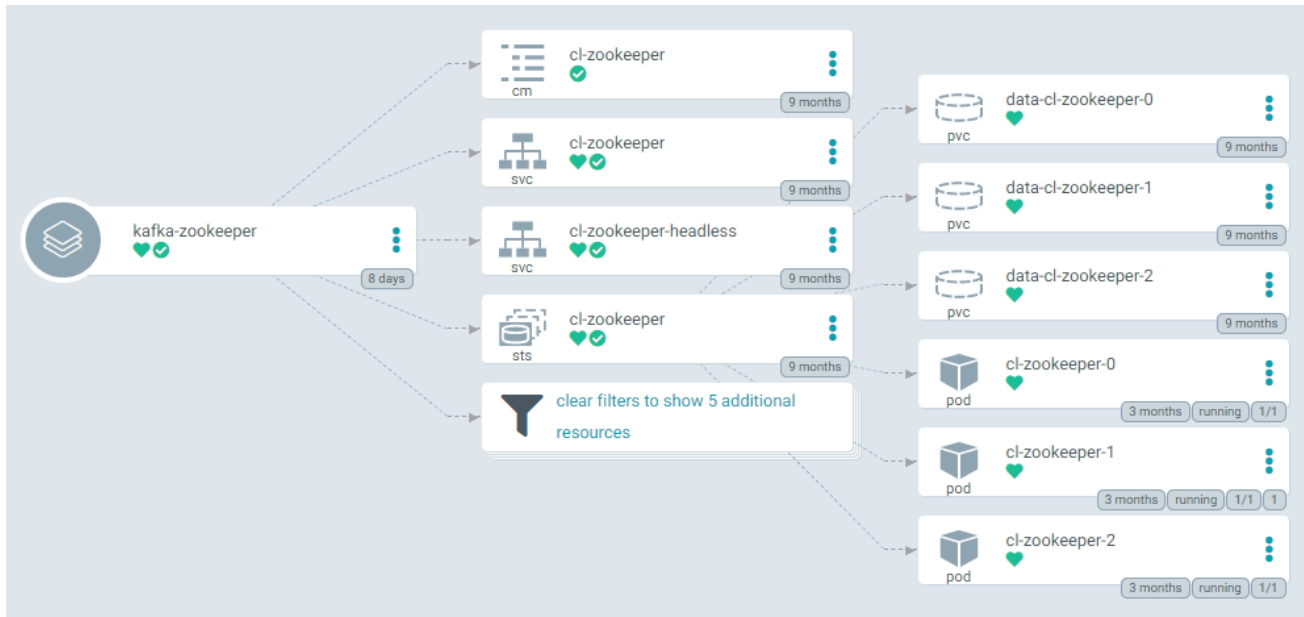 kafka-zookeeper
8 days
cl-zookeeper
cm
9 months
cl-zookeeper
svc
9 months
cl-zookeeper-headless
svc
9 months
cl-zookeeper
sts
9 months
clear filters to show 5 additional
resources
data-cl-zookeeper-0
pvc
9 months
data-cl-zookeeper-1
pvc
9 months
data-cl-zookeeper-2
pvc
9 months
cl-zookeeper-0
pod
3 months running 1/1
cl-zookeeper-1
pod
3 months running 1/1 1
cl-zookeeper-2
pod
3 months running 1/1